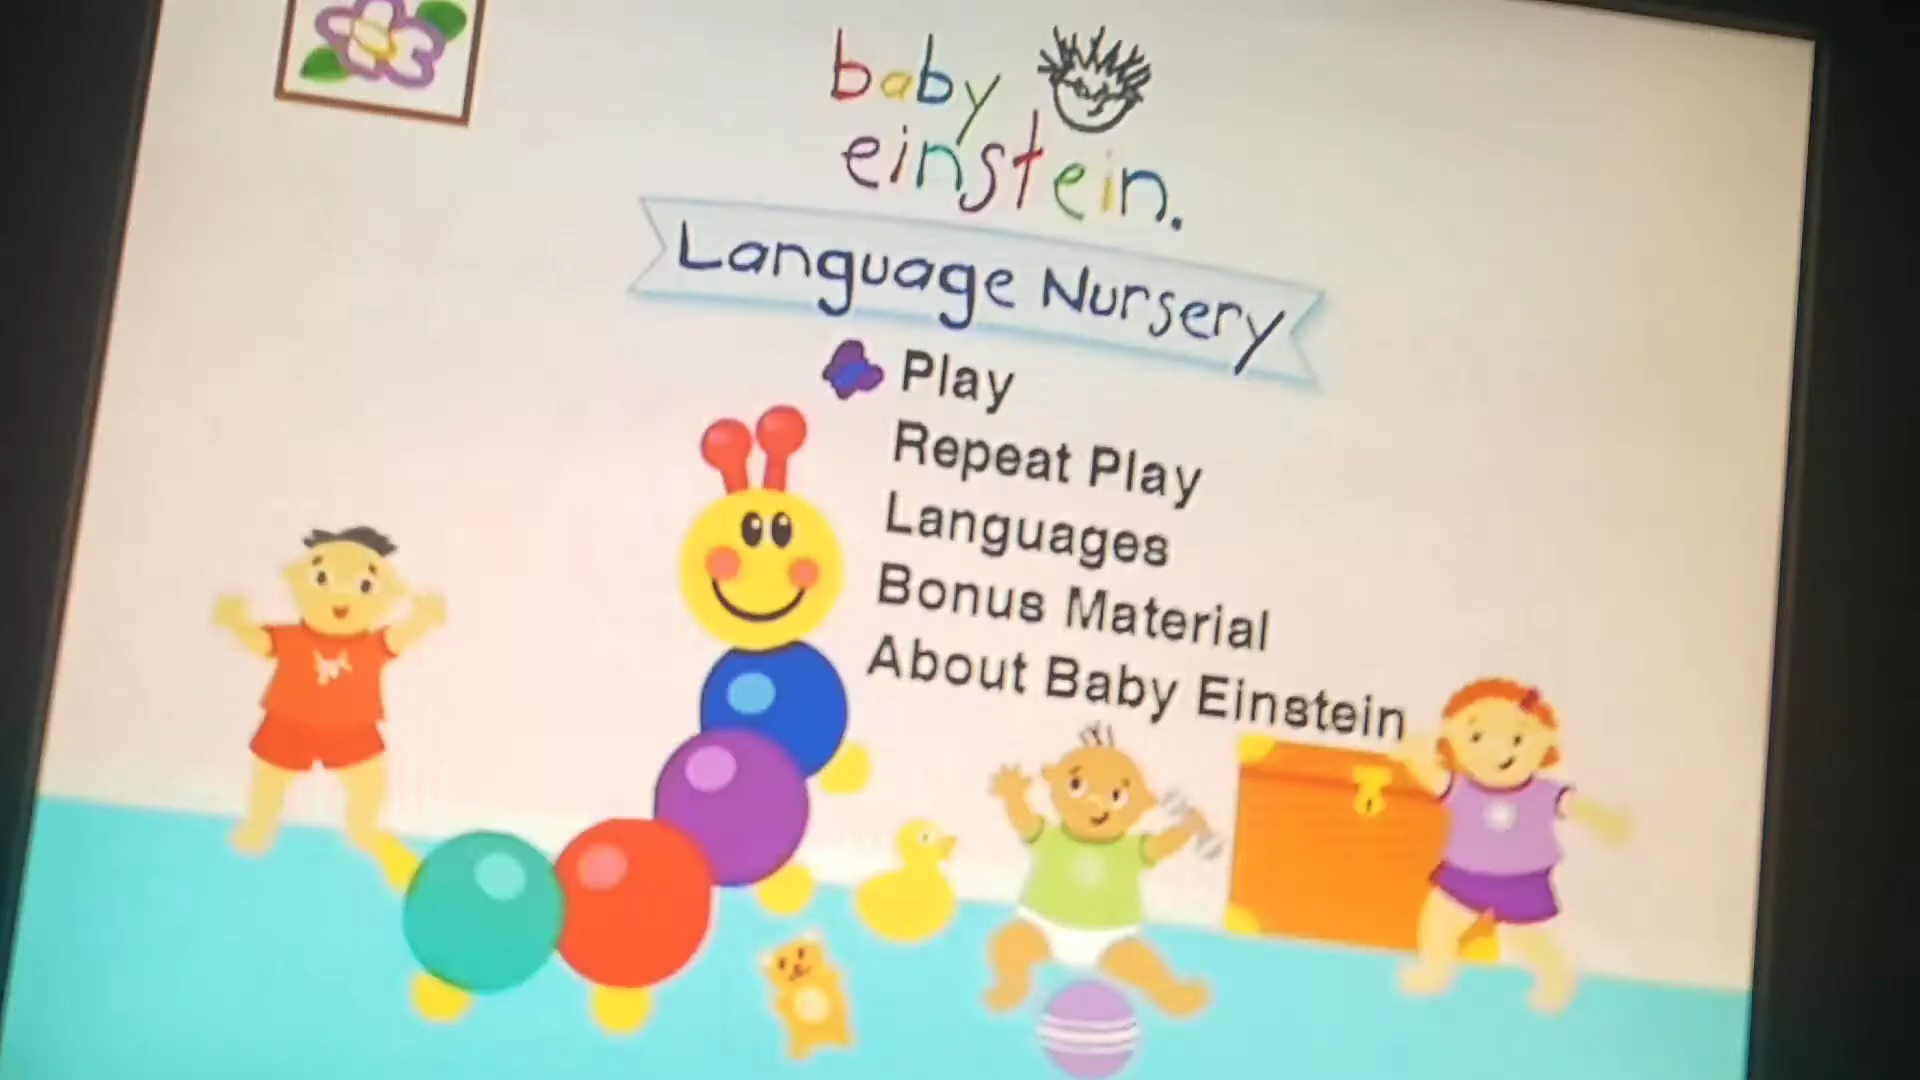 baby
einstein.
Language Nursery
Play
Repeat Play
Languages
Bonus Material
About Baby Einstein